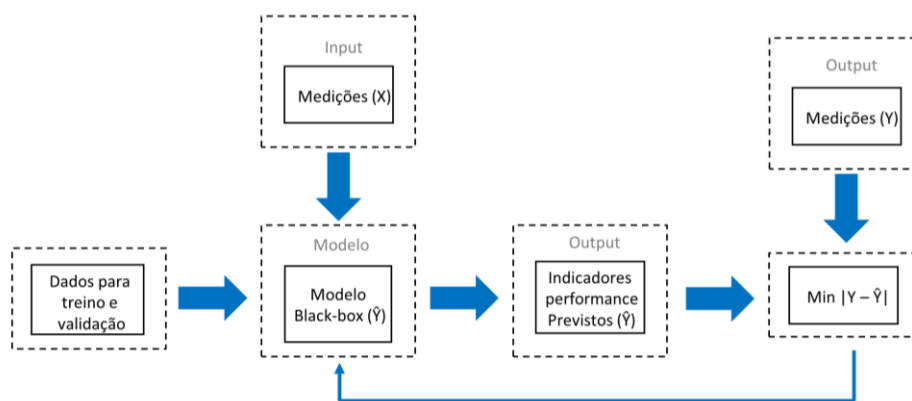 Input
Medições (X)
Output
Medições (Y)
Dados para
treino e
validação
Modelo
Modelo
Black-box (Ŷ)
Output
Indicadores
performance
Previstos (Ŷ)
Min |Y – Ŷ|